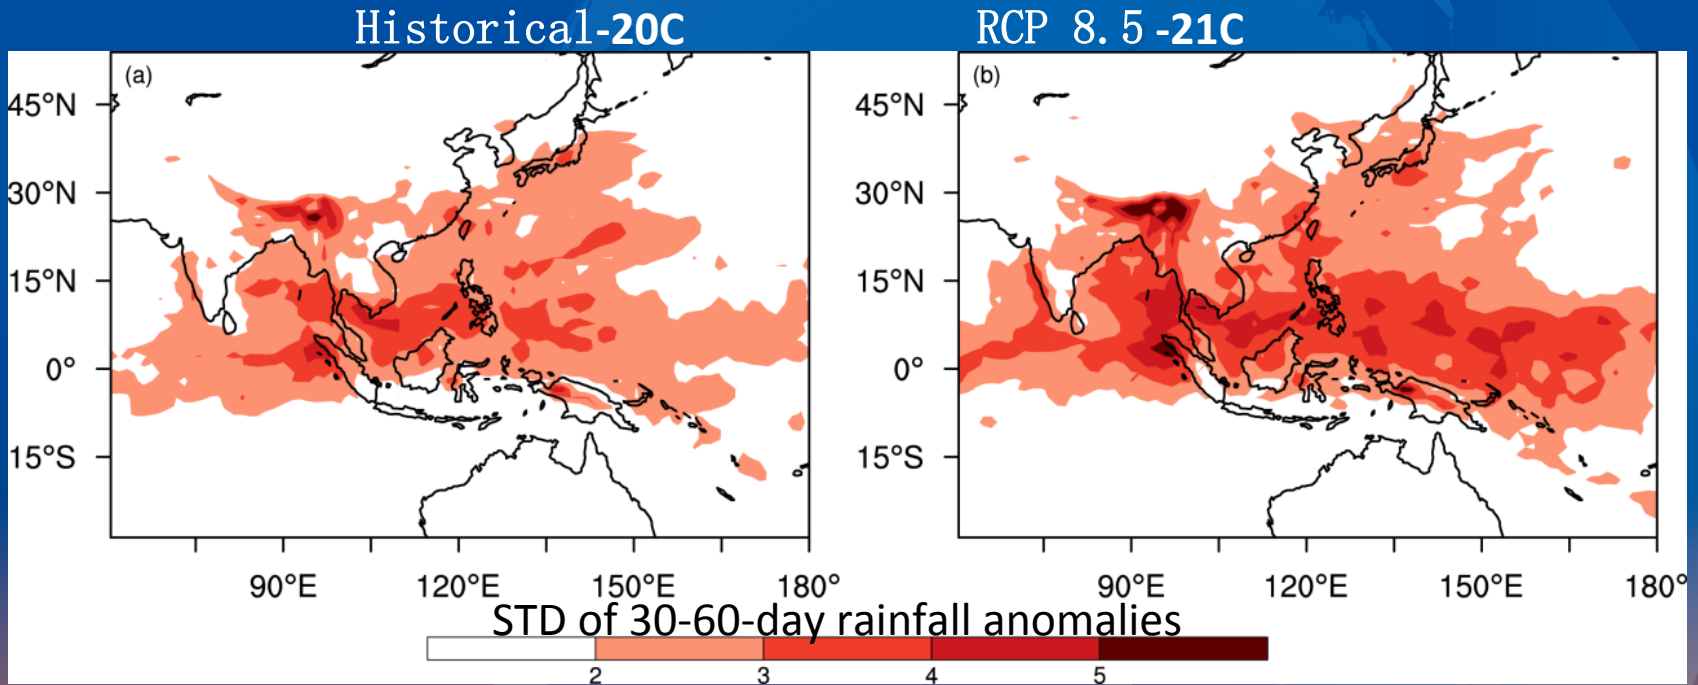 Historical-20C
RCP 8.5 -21C
(a)
(b)
45°N
30°N
15°N
0°
15°S
45°N
30°N
15°N
0°
15°S
90°E 120°E 150°E 180°
90°E 120°E 150°E 180°
STD of 30-60-day rainfall anomalies
2 3 4 5